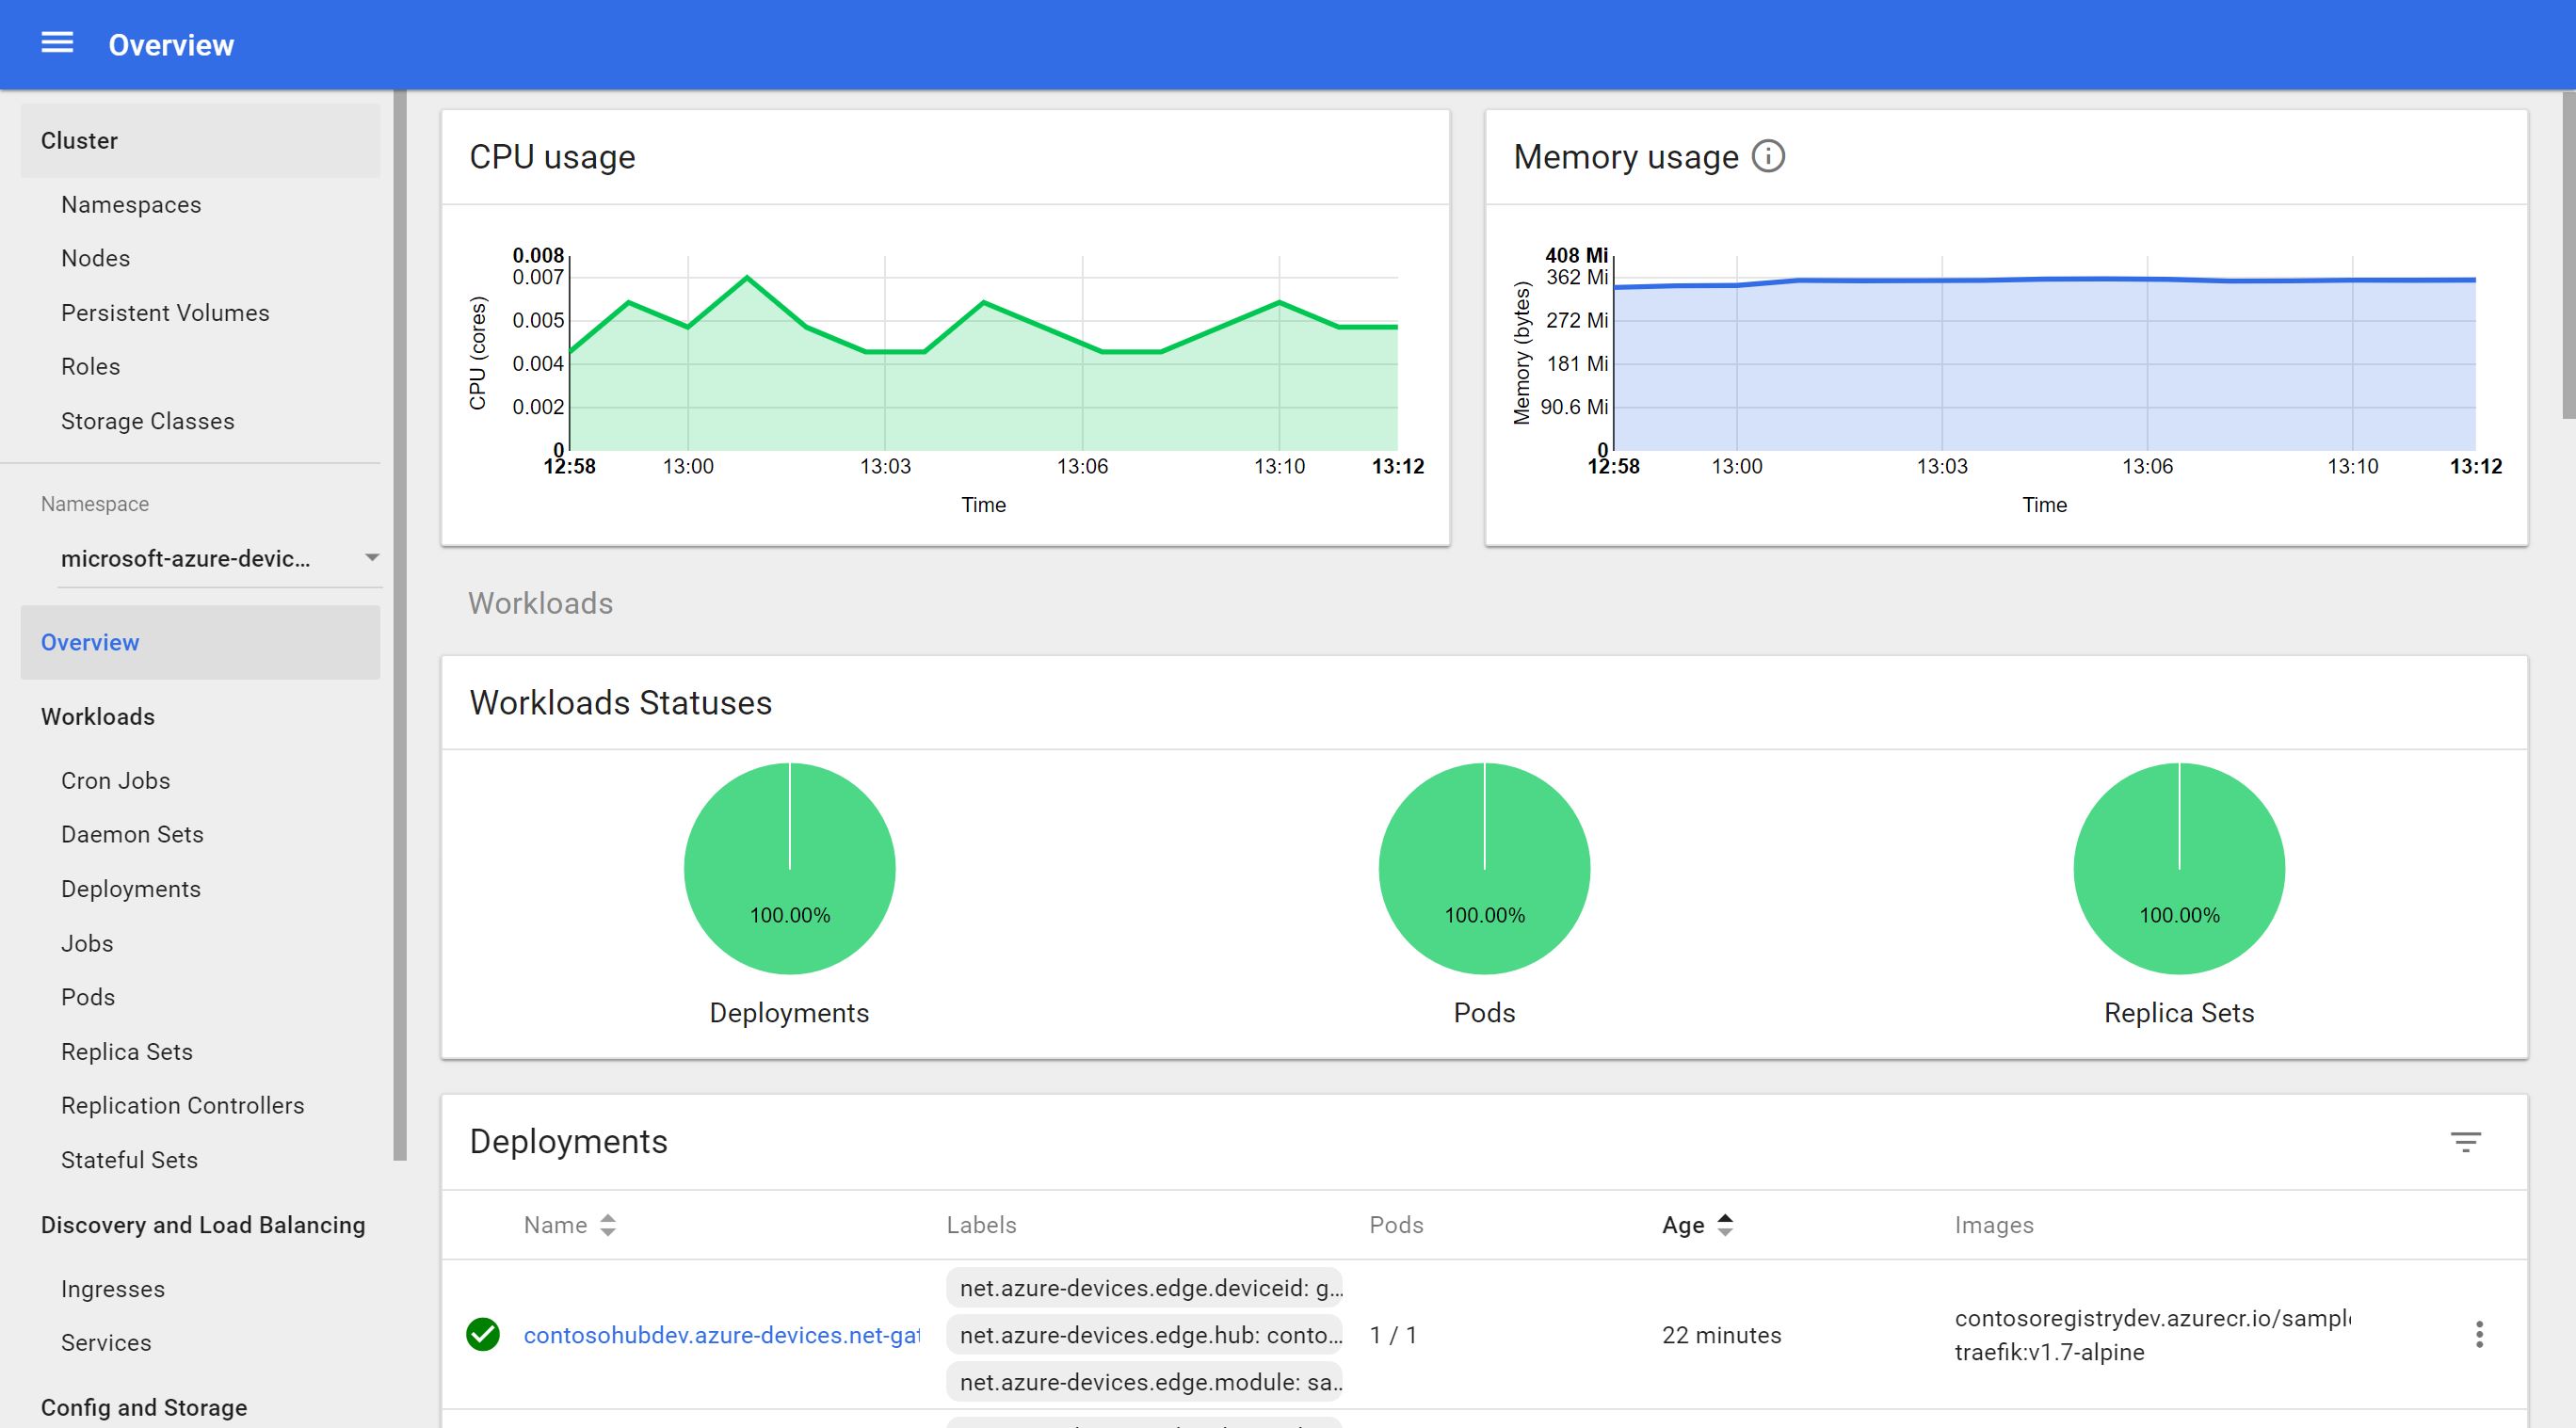 Overview
Cluster
Namespaces
Nodes
Persistent Volumes
Roles
Storage Classes
Namespace
microsoft-azure-devic...
Overview
Workloads
Cron Jobs
Daemon Sets
Deployments
Jobs
Pods
Replica Sets
Replication Controllers
Stateful Sets
Discovery and Load Balancing
Ingresses
Services
Config and Storage
CPU usage
CPU (cores)
0.008
0.007
0.005
0.004
0.002
0
12:58 13:00 13:03 13:06 13:10 13:12
Time
Memory usage
Memory (bytes)
408 Mi
362 Mi
272 Mi
181 Mi
90.6 Mi
0
12:58 13:00 13:03 13:06 13:10 13:12
Time
Workloads
Workloads Statuses
100.00% 100.00% 100.00%
Deployments Pods Replica Sets
Deployments
Name Labels Pods Age Images
contosohubdev.azure-devices.net-gat
net.azure-devices.edge.deviceid: g...
net.azure-devices.edge.hub: conto...
net.azure-devices.edge.module: sa...
1 / 1
22 minutes
contosoregistrydev.azurecr.io/sampl
traefik:v1.7-alpine